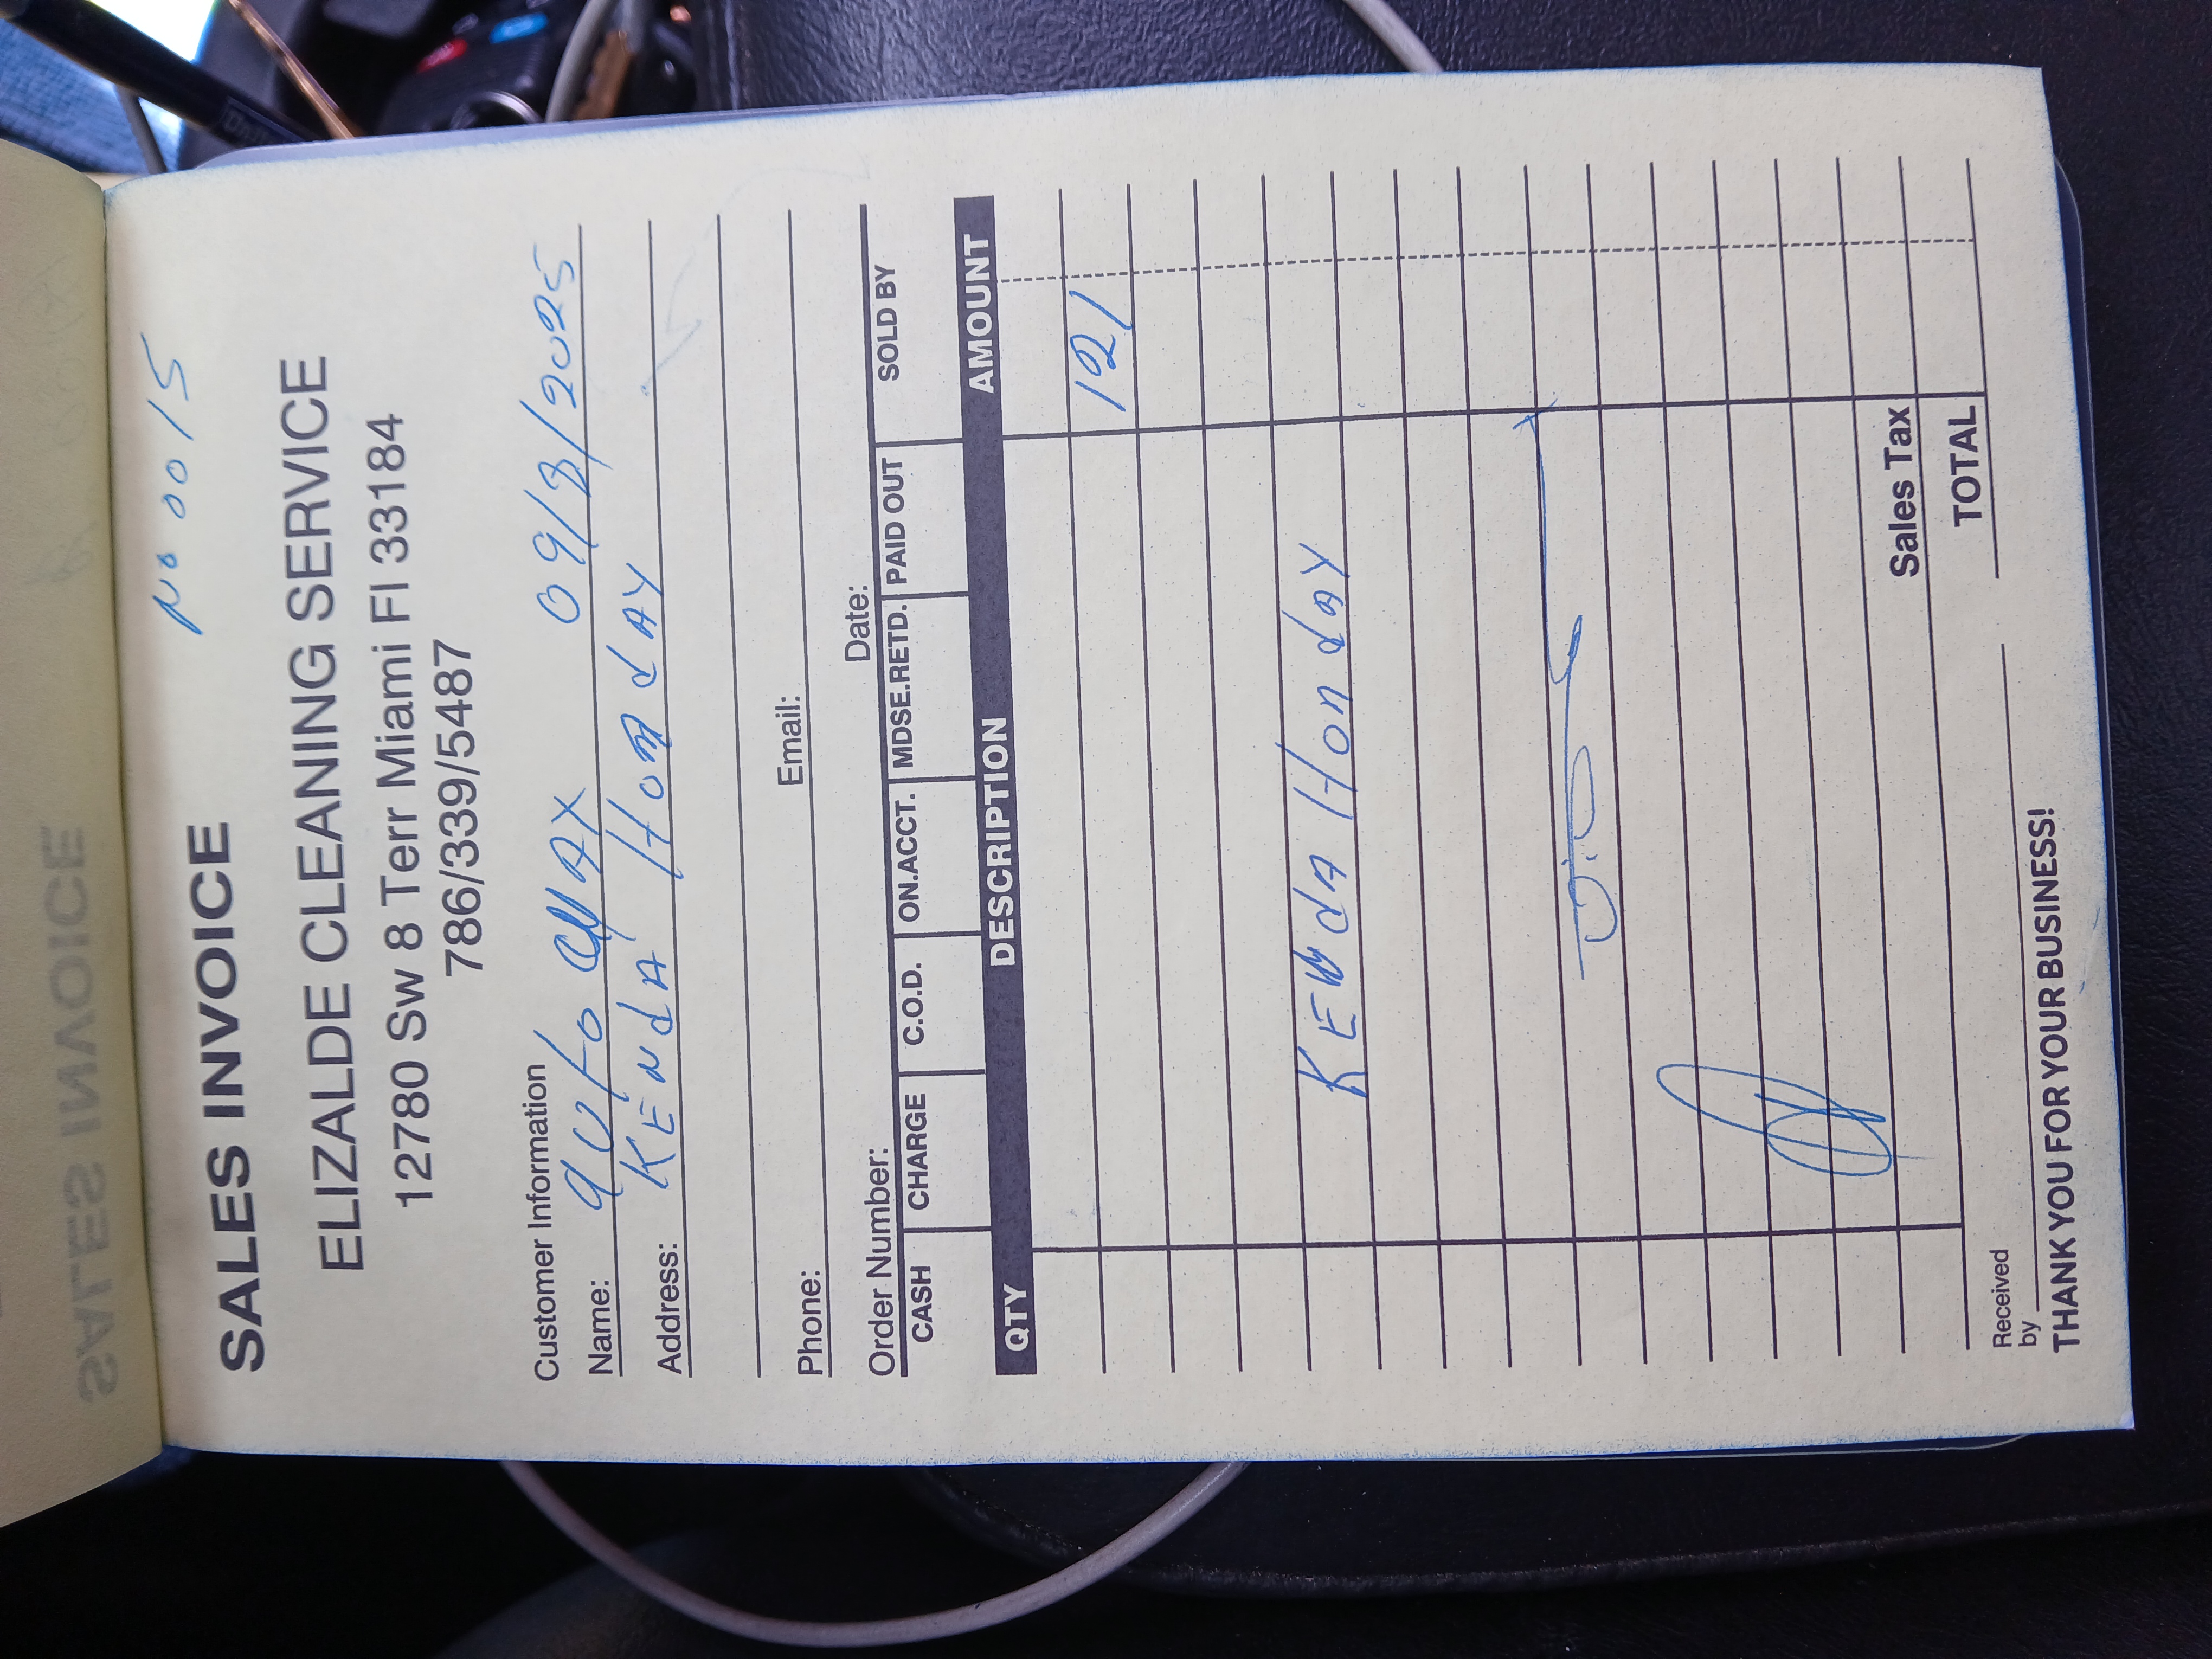 Nº 0015
SALES INVOICE
ELIZALDE CLEANING SERVICE
12780 Sw 8 Terr Miami Fl 33184
786/339/5487
Customer Information
Name: auto MAX 09/8/2025
Address: KENdA Honday
Phone: Email:
Order Number: Date:
CASH CHARGE C.O.D. ON.ACCT. MDSE.RETD. PAID OUT SOLD BY
QTY DESCRIPTION AMOUNT
121
KENdA Honday
Sales Tax
TOTAL
Received
by
THANK YOU FOR YOUR BUSINESS!
SALES INVOICE